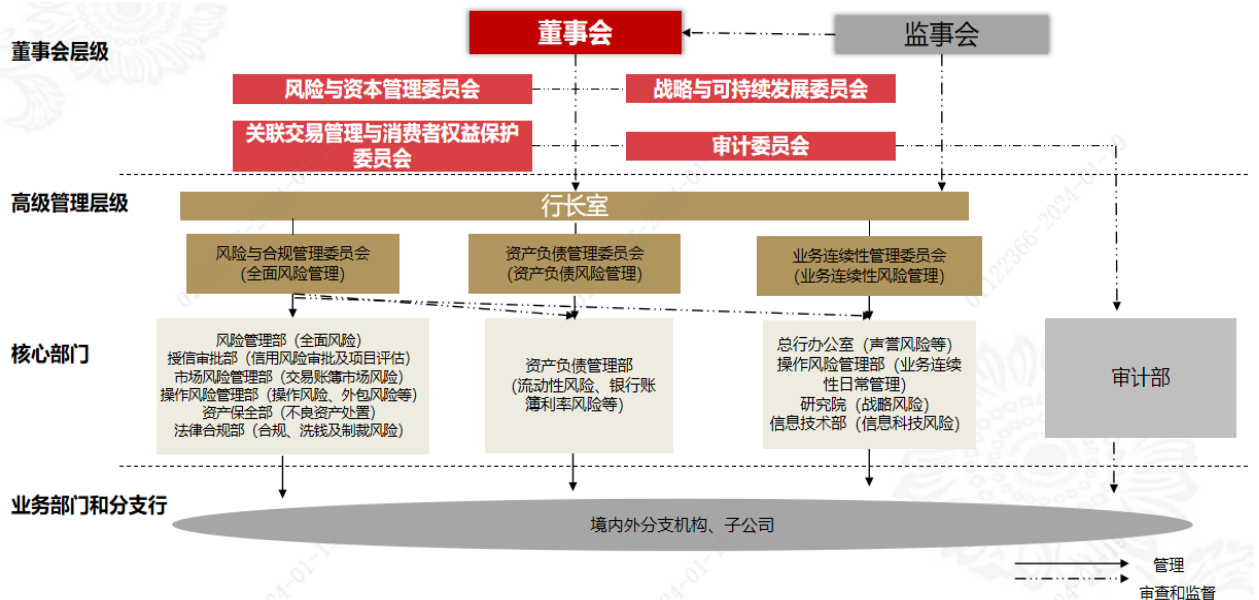 董事会
监事会
董事会层级
风险与资本管理委员会
战略与可持续发展委员会
关联交易管理与消费者权益保护
委员会
审计委员会
高级管理层级
行长室
风险与合规管理委员会
(全面风险管理)
资产负债管理委员会
(资产负债风险管理)
业务连续性管理委员会
(业务连续性风险管理)
核心部门
风险管理部（全面风险）
授信审批部（信用风险审批及项目评估）
市场风险管理部（交易账簿市场风险）
操作风险管理部（操作风险、外包风险等）
资产保全部（不良资产处置）
法律合规部（合规、洗钱及制裁风险）
资产负债管理部
（流动性风险、银行账
簿利率风险等）
总行办公室（声誉风险等）
操作风险管理部（业务连续
性日常管理）
研究院（战略风险）
信息技术部（信息科技风险）
审计部
业务部门和分支行
境内外分支机构、子公司
管理
审查和监督
01122366-2024-01-19